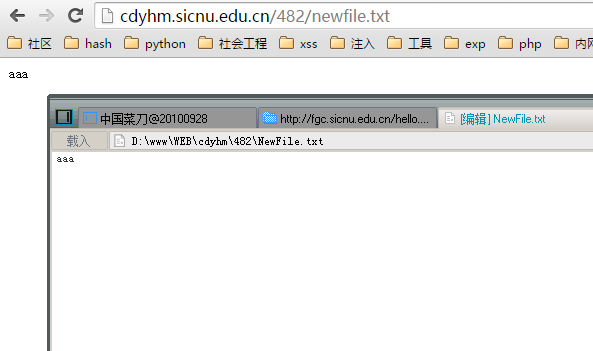 cdyhm.sicnu.edu.cn/482/newfile.txt
社区 hash python 社会工程 xss 注入 工具 exp php 内网
aaa
中国菜刀@20100928 http://fgc.sicnu.edu.cn/hello.... [编辑] NewFile.txt
载入 D:\www\WEB\cdyhm\482\NewFile.txt
aaa